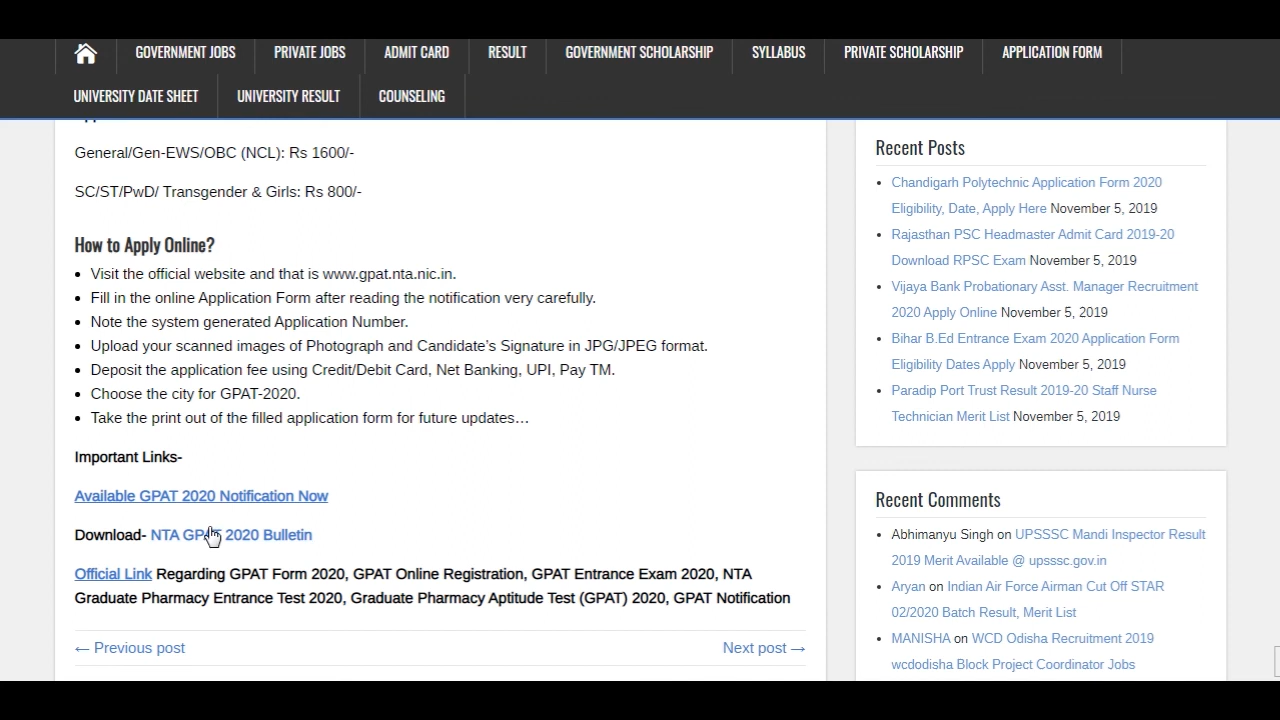 GOVERNMENT JOBS PRIVATE JOBS ADMIT CARD RESULT GOVERNMENT SCHOLARSHIP SYLLABUS PRIVATE SCHOLARSHIP APPLICATION FORM
UNIVERSITY DATE SHEET UNIVERSITY RESULT COUNSELING
General/Gen-EWS/OBC (NCL): Rs 1600/-
SC/ST/PwD/ Transgender & Girls: Rs 800/-
How to Apply Online?
• Visit the official website and that is www.gpat.nta.nic.in.
• Fill in the online Application Form after reading the notification very carefully.
• Note the system generated Application Number.
• Upload your scanned images of Photograph and Candidate’s Signature in JPG/JPEG format.
• Deposit the application fee using Credit/Debit Card, Net Banking, UPI, Pay TM.
• Choose the city for GPAT-2020.
• Take the print out of the filled application form for future updates…
Important Links-
Available GPAT 2020 Notification Now
Download- NTA GPAT 2020 Bulletin
Official Link Regarding GPAT Form 2020, GPAT Online Registration, GPAT Entrance Exam 2020, NTA
Graduate Pharmacy Entrance Test 2020, Graduate Pharmacy Aptitude Test (GPAT) 2020, GPAT Notification
← Previous post
Next post →
Recent Posts
• Chandigarh Polytechnic Application Form 2020
Eligibility, Date, Apply Here November 5, 2019
• Rajasthan PSC Headmaster Admit Card 2019-20
Download RPSC Exam November 5, 2019
• Vijaya Bank Probationary Asst. Manager Recruitment
2020 Apply Online November 5, 2019
• Bihar B.Ed Entrance Exam 2020 Application Form
Eligibility Dates Apply November 5, 2019
• Paradip Port Trust Result 2019-20 Staff Nurse
Technician Merit List November 5, 2019
Recent Comments
• Abhimanyu Singh on UPSSSC Mandi Inspector Result
2019 Merit Available @ upsssc.gov.in
• Aryan on Indian Air Force Airman Cut Off STAR
02/2020 Batch Result, Merit List
• MANISHA on WCD Odisha Recruitment 2019
wcdodisha Block Project Coordinator Jobs